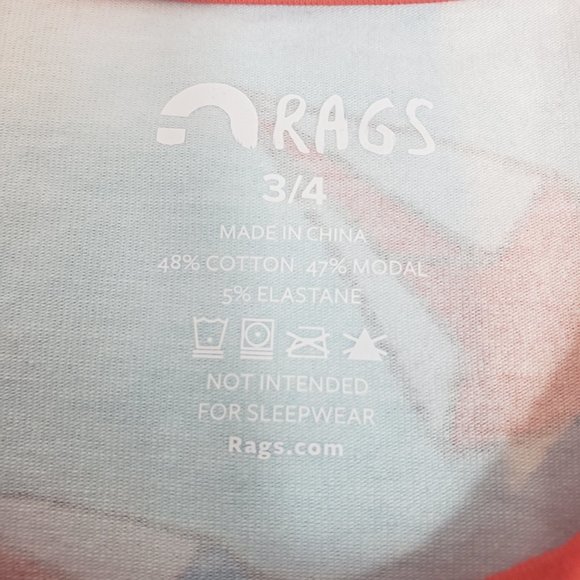 RAGS
3/4
MADE IN CHINA
48% COTTON 47% MODAL
5% ELASTANE
NOT INTENDED
FOR SLEEPWEAR
Rags.com